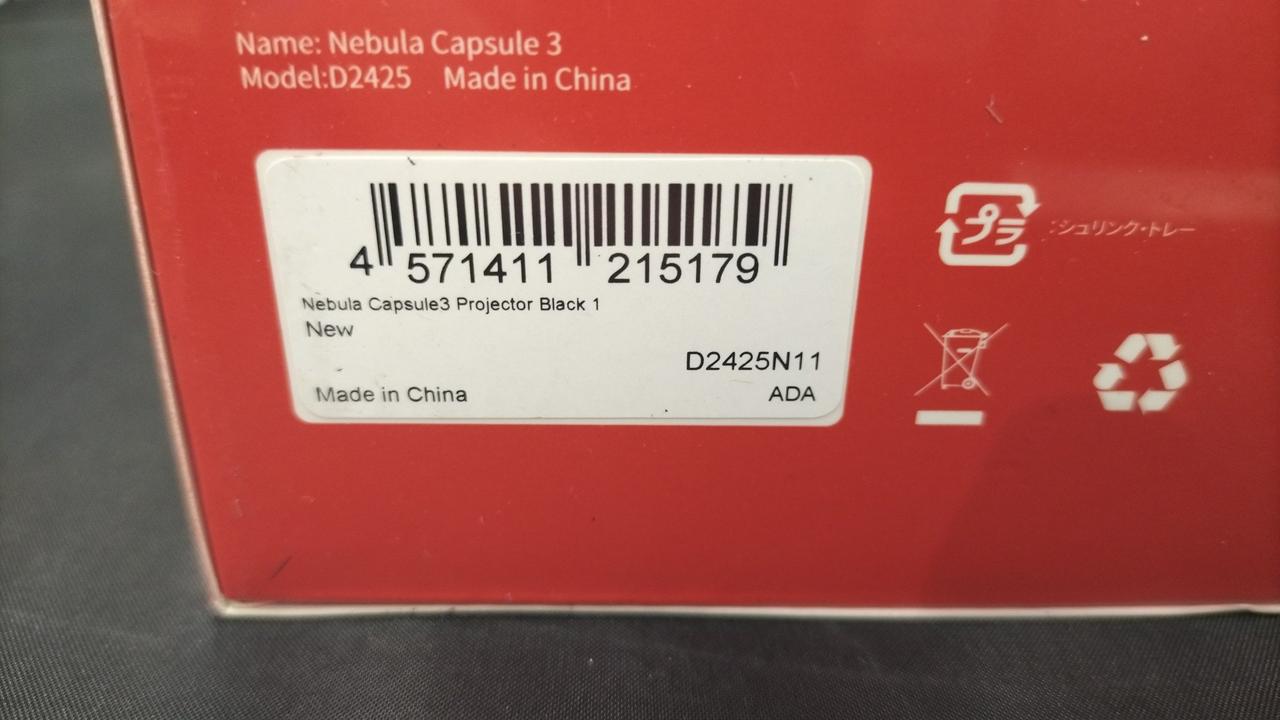 Name: Nebula Capsule 3
Model:D2425 Made in China
4 571411 215179
Nebula Capsule3 Projector Black 1
New
D2425N11
Made in China
ADA
プラ
:シュリンク・トレー